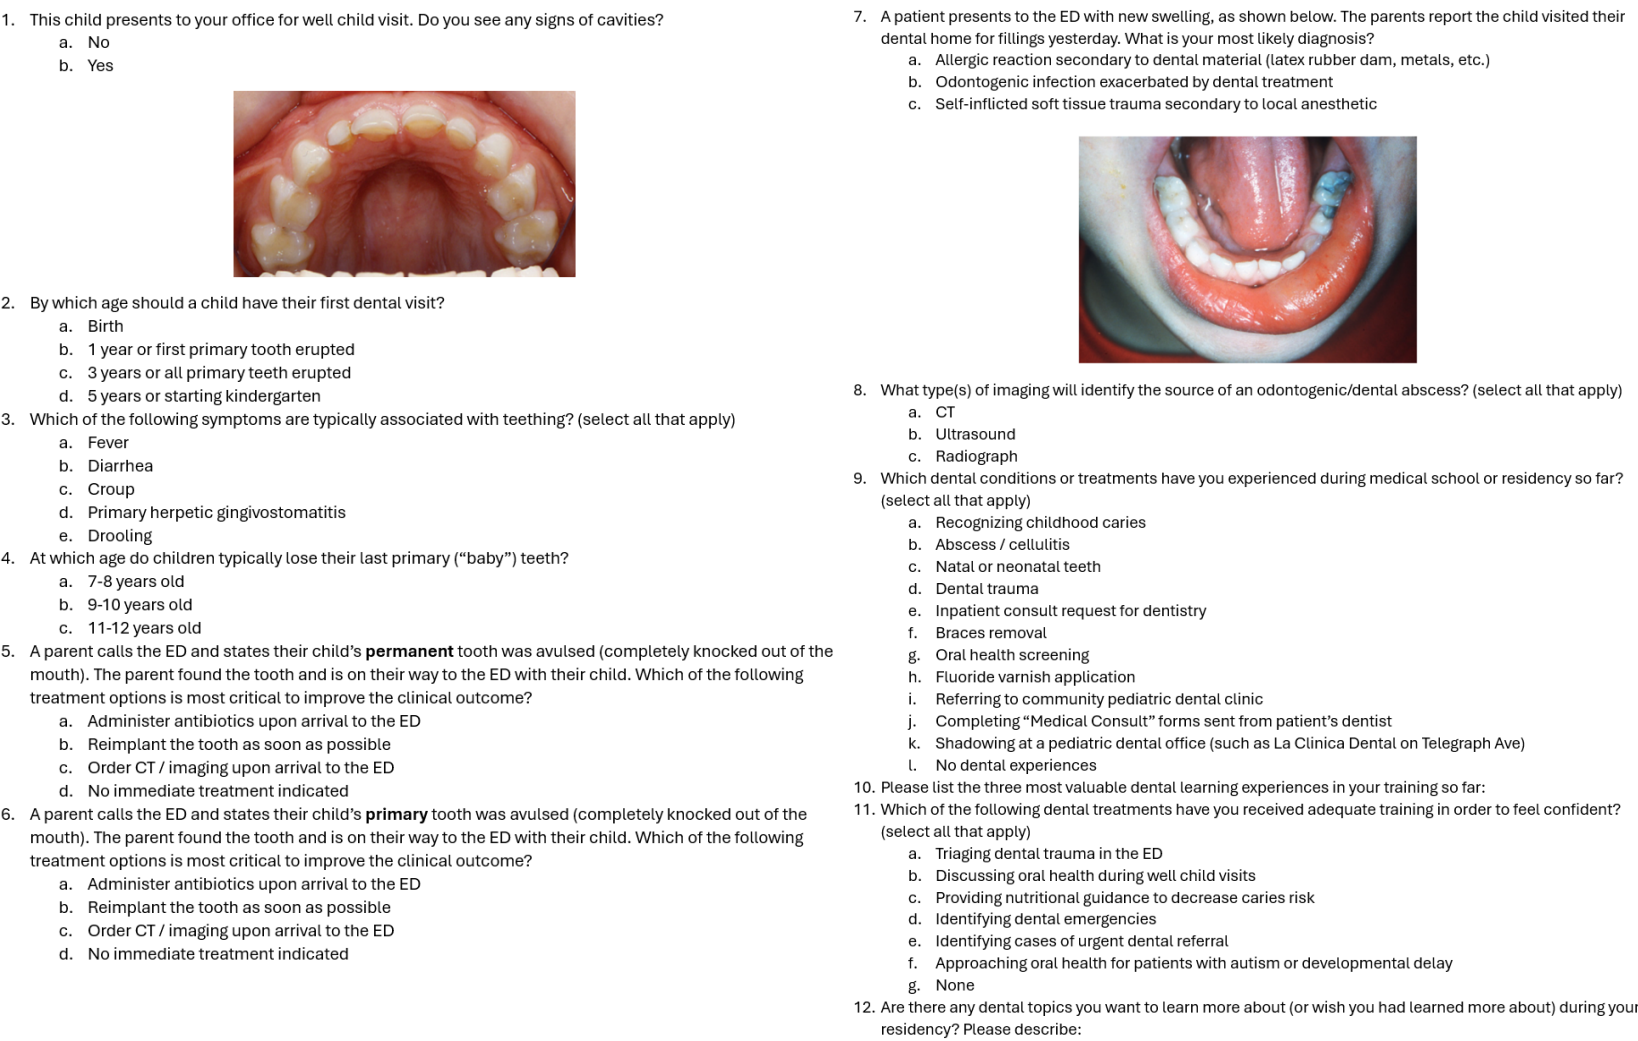 1. This child presents to your office for well child visit. Do you see any signs of cavities?
a. No
b. Yes
2. By which age should a child have their first dental visit?
a. Birth
b. 1 year or first primary tooth erupted
c. 3 years or all primary teeth erupted
d. 5 years or starting kindergarten
3. Which of the following symptoms are typically associated with teething? (select all that apply)
a. Fever
b. Diarrhea
c. Croup
d. Primary herpetic gingivostomatitis
e. Drooling
4. At which age do children typically lose their last primary (“baby”) teeth?
a. 7-8 years old
b. 9-10 years old
c. 11-12 years old
5. A parent calls the ED and states their child’s permanent tooth was avulsed (completely knocked out of the
mouth). The parent found the tooth and is on their way to the ED with their child. Which of the following
treatment options is most critical to improve the clinical outcome?
a. Administer antibiotics upon arrival to the ED
b. Reimplant the tooth as soon as possible
c. Order CT / imaging upon arrival to the ED
d. No immediate treatment indicated
6. A parent calls the ED and states their child’s primary tooth was avulsed (completely knocked out of the
mouth). The parent found the tooth and is on their way to the ED with their child. Which of the following
treatment options is most critical to improve the clinical outcome?
a. Administer antibiotics upon arrival to the ED
b. Reimplant the tooth as soon as possible
c. Order CT / imaging upon arrival to the ED
d. No immediate treatment indicated
7. A patient presents to the ED with new swelling, as shown below. The parents report the child visited their
dental home for fillings yesterday. What is your most likely diagnosis?
a. Allergic reaction secondary to dental material (latex rubber dam, metals, etc.)
b. Odontogenic infection exacerbated by dental treatment
c. Self-inflicted soft tissue trauma secondary to local anesthetic
8. What type(s) of imaging will identify the source of an odontogenic/dental abscess? (select all that apply)
a. CT
b. Ultrasound
c. Radiograph
9. Which dental conditions or treatments have you experienced during medical school or residency so far?
(select all that apply)
a. Recognizing childhood caries
b. Abscess / cellulitis
c. Natal or neonatal teeth
d. Dental trauma
e. Inpatient consult request for dentistry
f. Braces removal
g. Oral health screening
h. Fluoride varnish application
i. Referring to community pediatric dental clinic
j. Completing “Medical Consult” forms sent from patient’s dentist
k. Shadowing at a pediatric dental office (such as La Clinica Dental on Telegraph Ave)
l. No dental experiences
10. Please list the three most valuable dental learning experiences in your training so far:
11. Which of the following dental treatments have you received adequate training in order to feel confident?
(select all that apply)
a. Triaging dental trauma in the ED
b. Discussing oral health during well child visits
c. Providing nutritional guidance to decrease caries risk
d. Identifying dental emergencies
e. Identifying cases of urgent dental referral
f. Approaching oral health for patients with autism or developmental delay
g. None
12. Are there any dental topics you want to learn more about (or wish you had learned more about) during your
residency? Please describe: